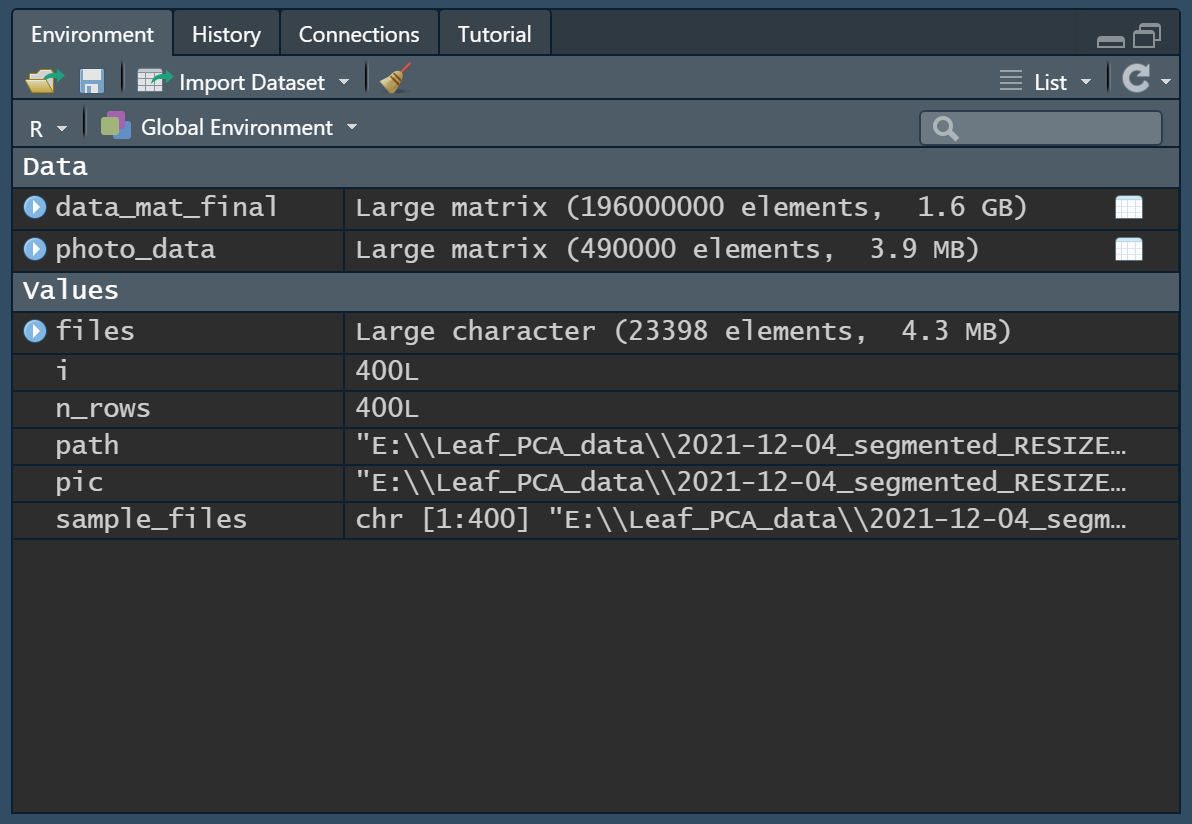 Environment History Connections Tutorial
Import Dataset List
R Global Environment
Data
data_mat_final Large matrix (196000000 elements,  1.6 GB)
photo_data Large matrix (490000 elements,  3.9 MB)
Values
files Large character (23398 elements,  4.3 MB)
i 400L
n_rows 400L
path "E:\\Leaf_PCA_data\\2021-12-04_segmented_RESIZE…
pic "E:\\Leaf_PCA_data\\2021-12-04_segmented_RESIZE…
sample_files chr [1:400] "E:\\Leaf_PCA_data\\2021-12-04_segm…